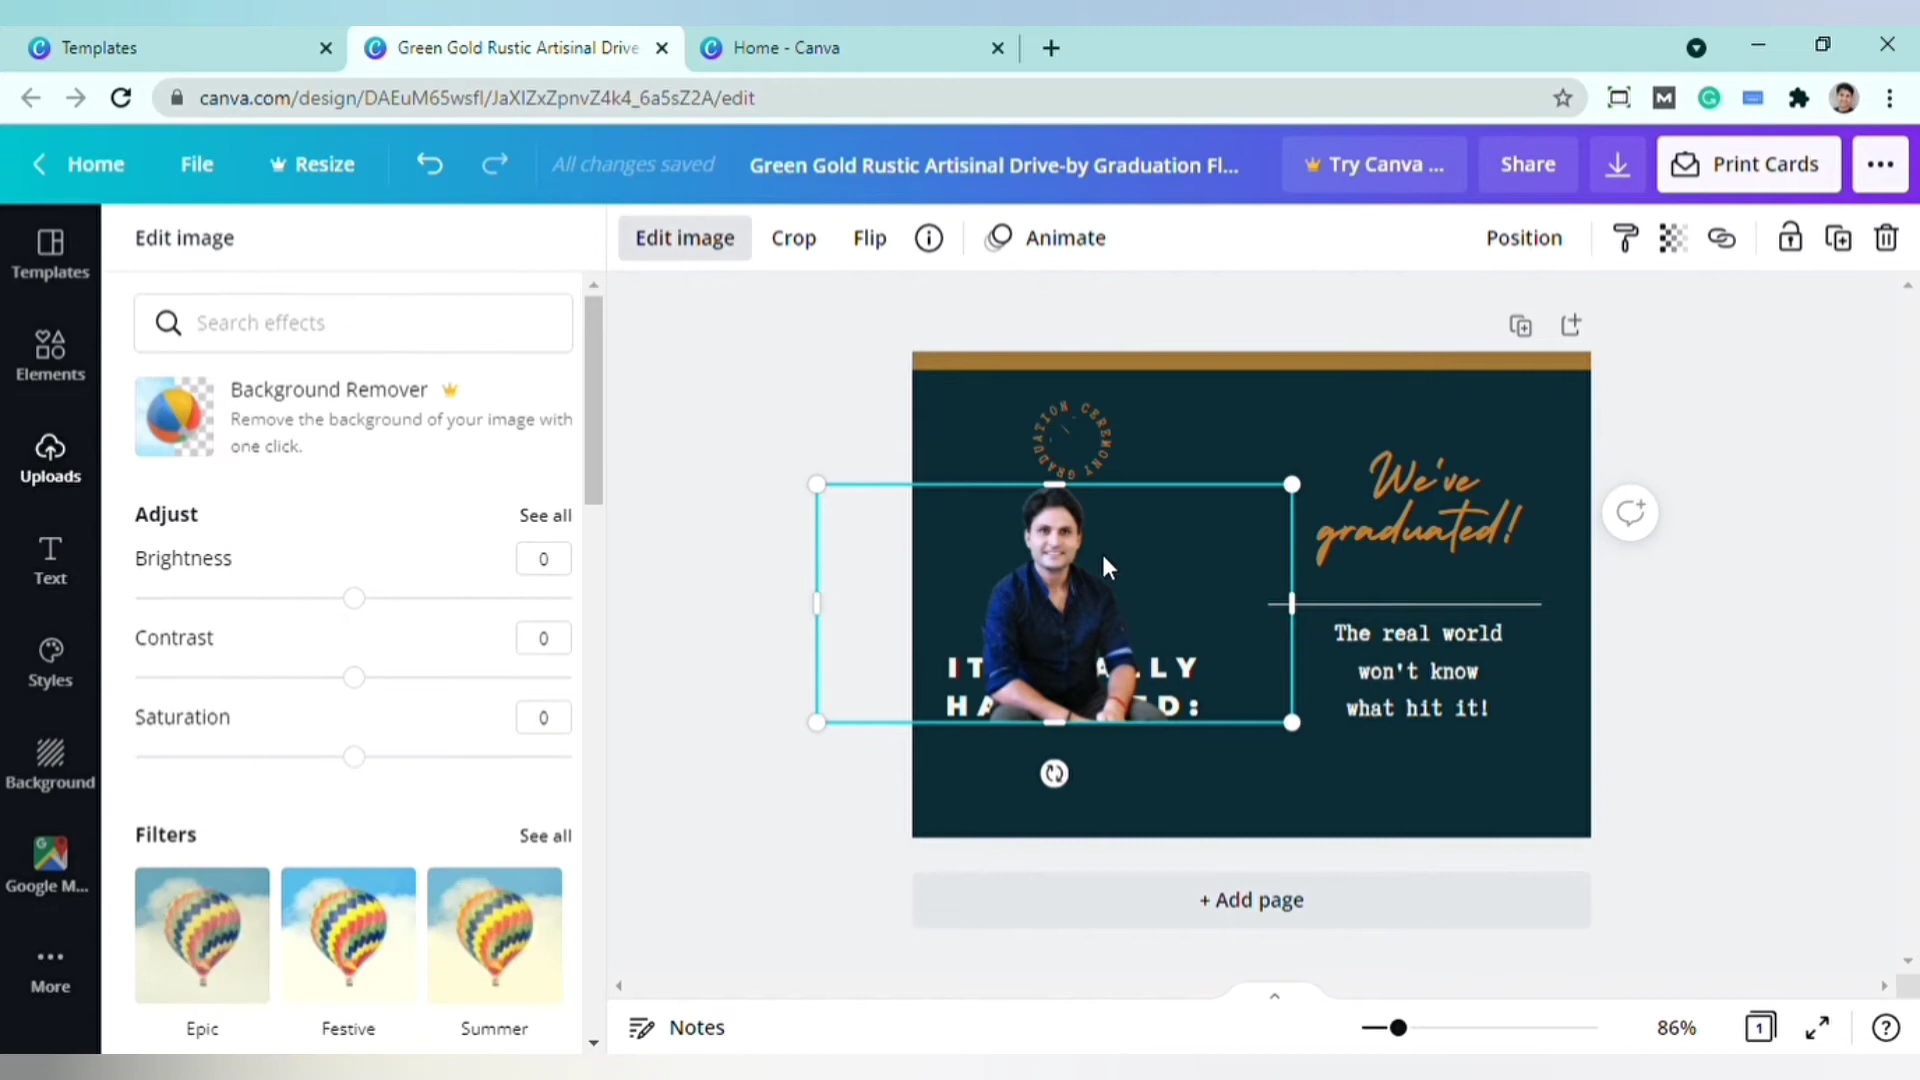 Templates
Green Gold Rustic Artisinal Drive
Home - Canva
canva.com/design/DAEuM65wsfI/JaXIZxZpnvZ4k4_6a5sZ2A/edit
Home
File
Resize
All changes saved
Green Gold Rustic Artisinal Drive-by Graduation Fl...
Try Canva ...
Share
Print Cards
Templates
Elements
Uploads
Text
Styles
Background
Google M...
More
Edit image
Search effects
Background Remover
Remove the background of your image with
one click.
Adjust
See all
Brightness
0
Contrast
0
Saturation
0
Filters
See all
Epic
Festive
Summer
Edit image
Crop
Flip
Animate
Position
GRADUATION CEREMONY
We've
graduated!
The real world
won't know
what hit it!
+ Add page
Notes
86%
1